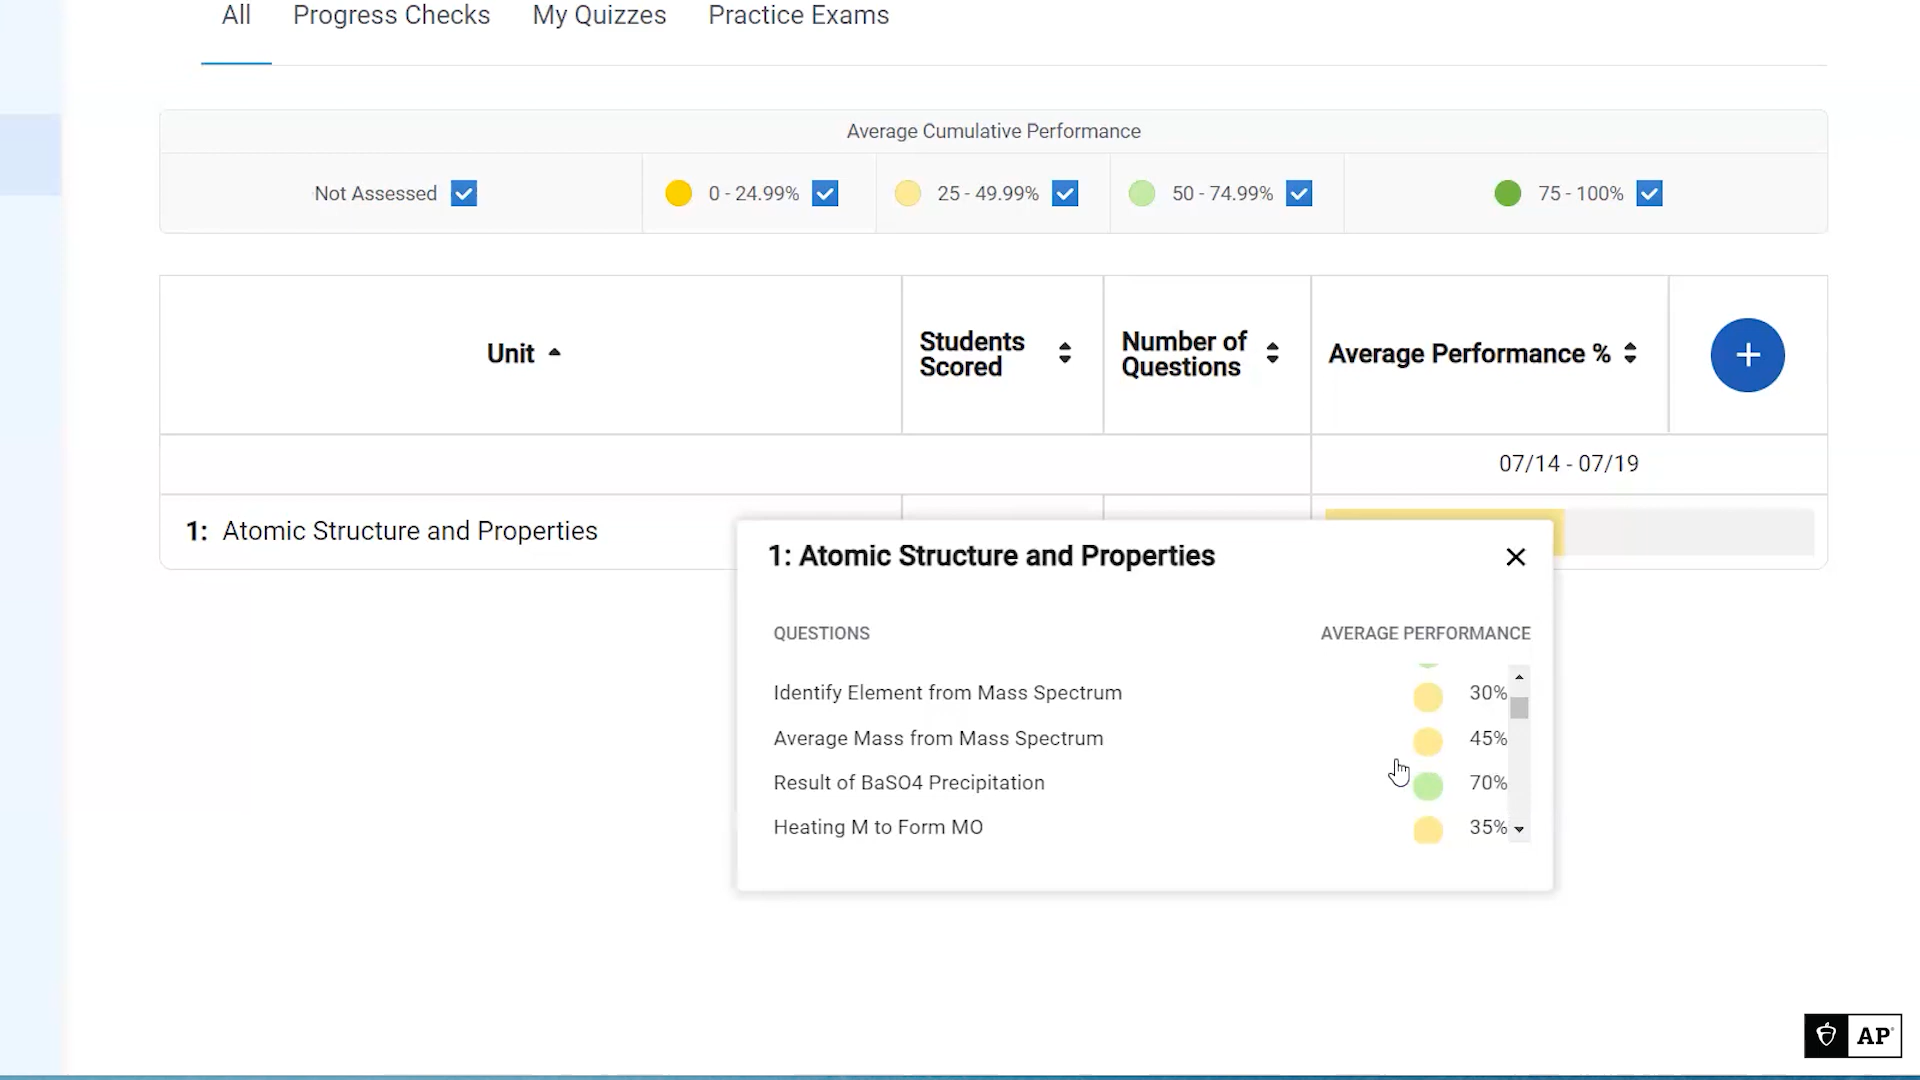 All Progress Checks My Quizzes Practice Exams
Average Cumulative Performance
Not Assessed 0 - 24.99% 25 - 49.99% 50 - 74.99% 75 - 100%
Unit Students Scored Number of Questions Average Performance %
07/14 - 07/19
1: Atomic Structure and Properties
1: Atomic Structure and Properties
QUESTIONS AVERAGE PERFORMANCE
Identify Element from Mass Spectrum 30%
Average Mass from Mass Spectrum 45%
Result of BaSO4 Precipitation 70%
Heating M to Form MO 35%
AP®